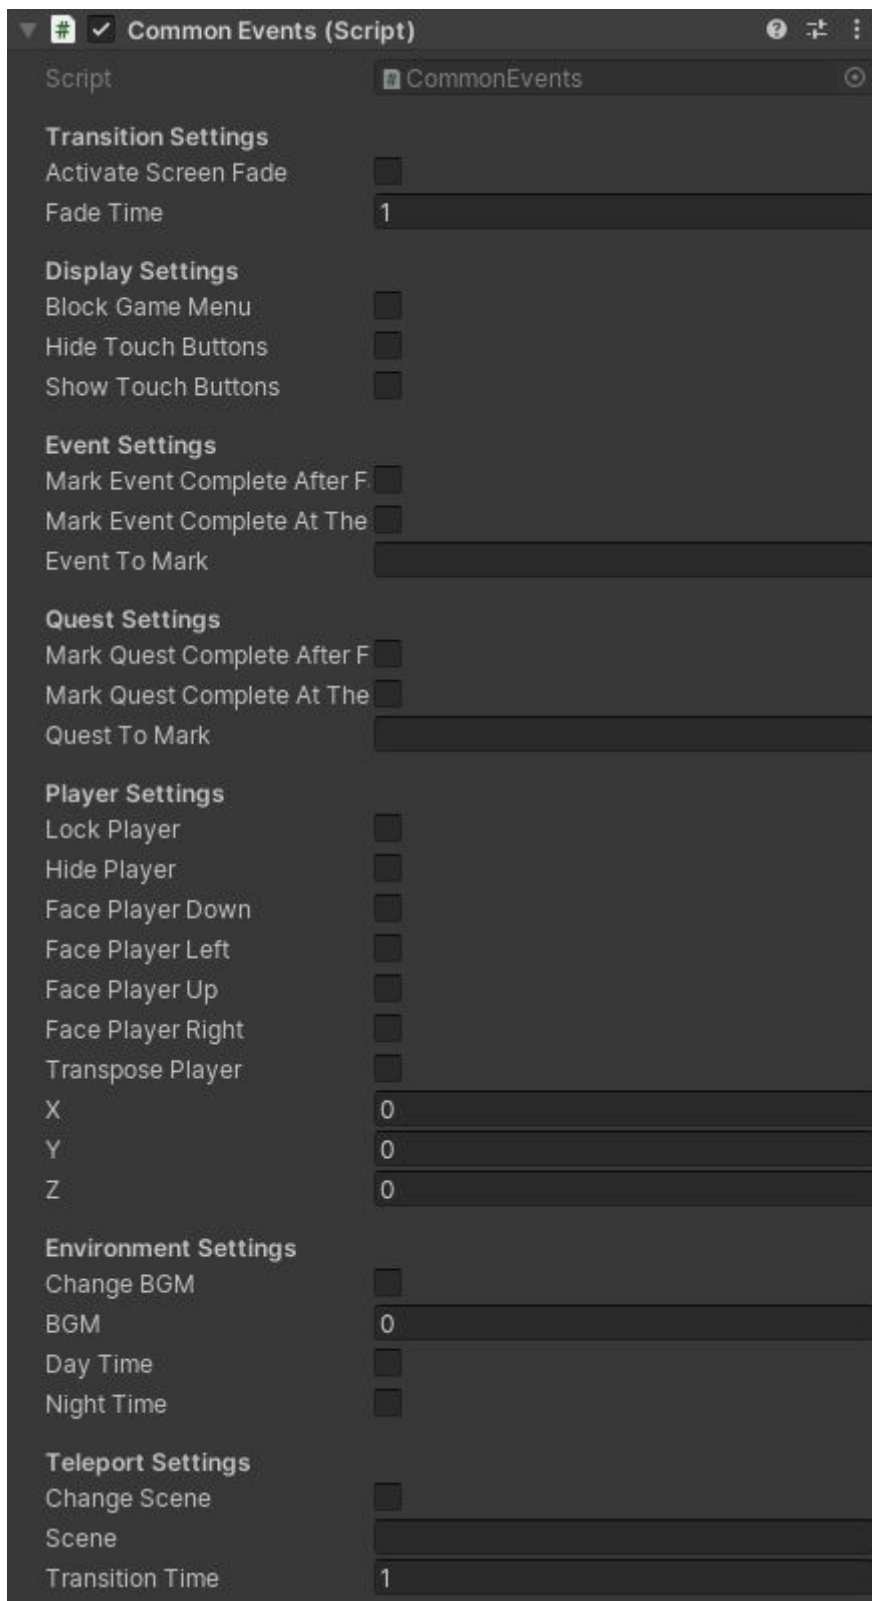 # Common Events (Script)
Script # CommonEvents
Transition Settings
Activate Screen Fade
Fade Time 1
Display Settings
Block Game Menu
Hide Touch Buttons
Show Touch Buttons
Event Settings
Mark Event Complete After F
Mark Event Complete At The
Event To Mark
Quest Settings
Mark Quest Complete After F
Mark Quest Complete At The
Quest To Mark
Player Settings
Lock Player
Hide Player
Face Player Down
Face Player Left
Face Player Up
Face Player Right
Transpose Player
X 0
Y 0
Z 0
Environment Settings
Change BGM
BGM 0
Day Time
Night Time
Teleport Settings
Change Scene
Scene
Transition Time 1